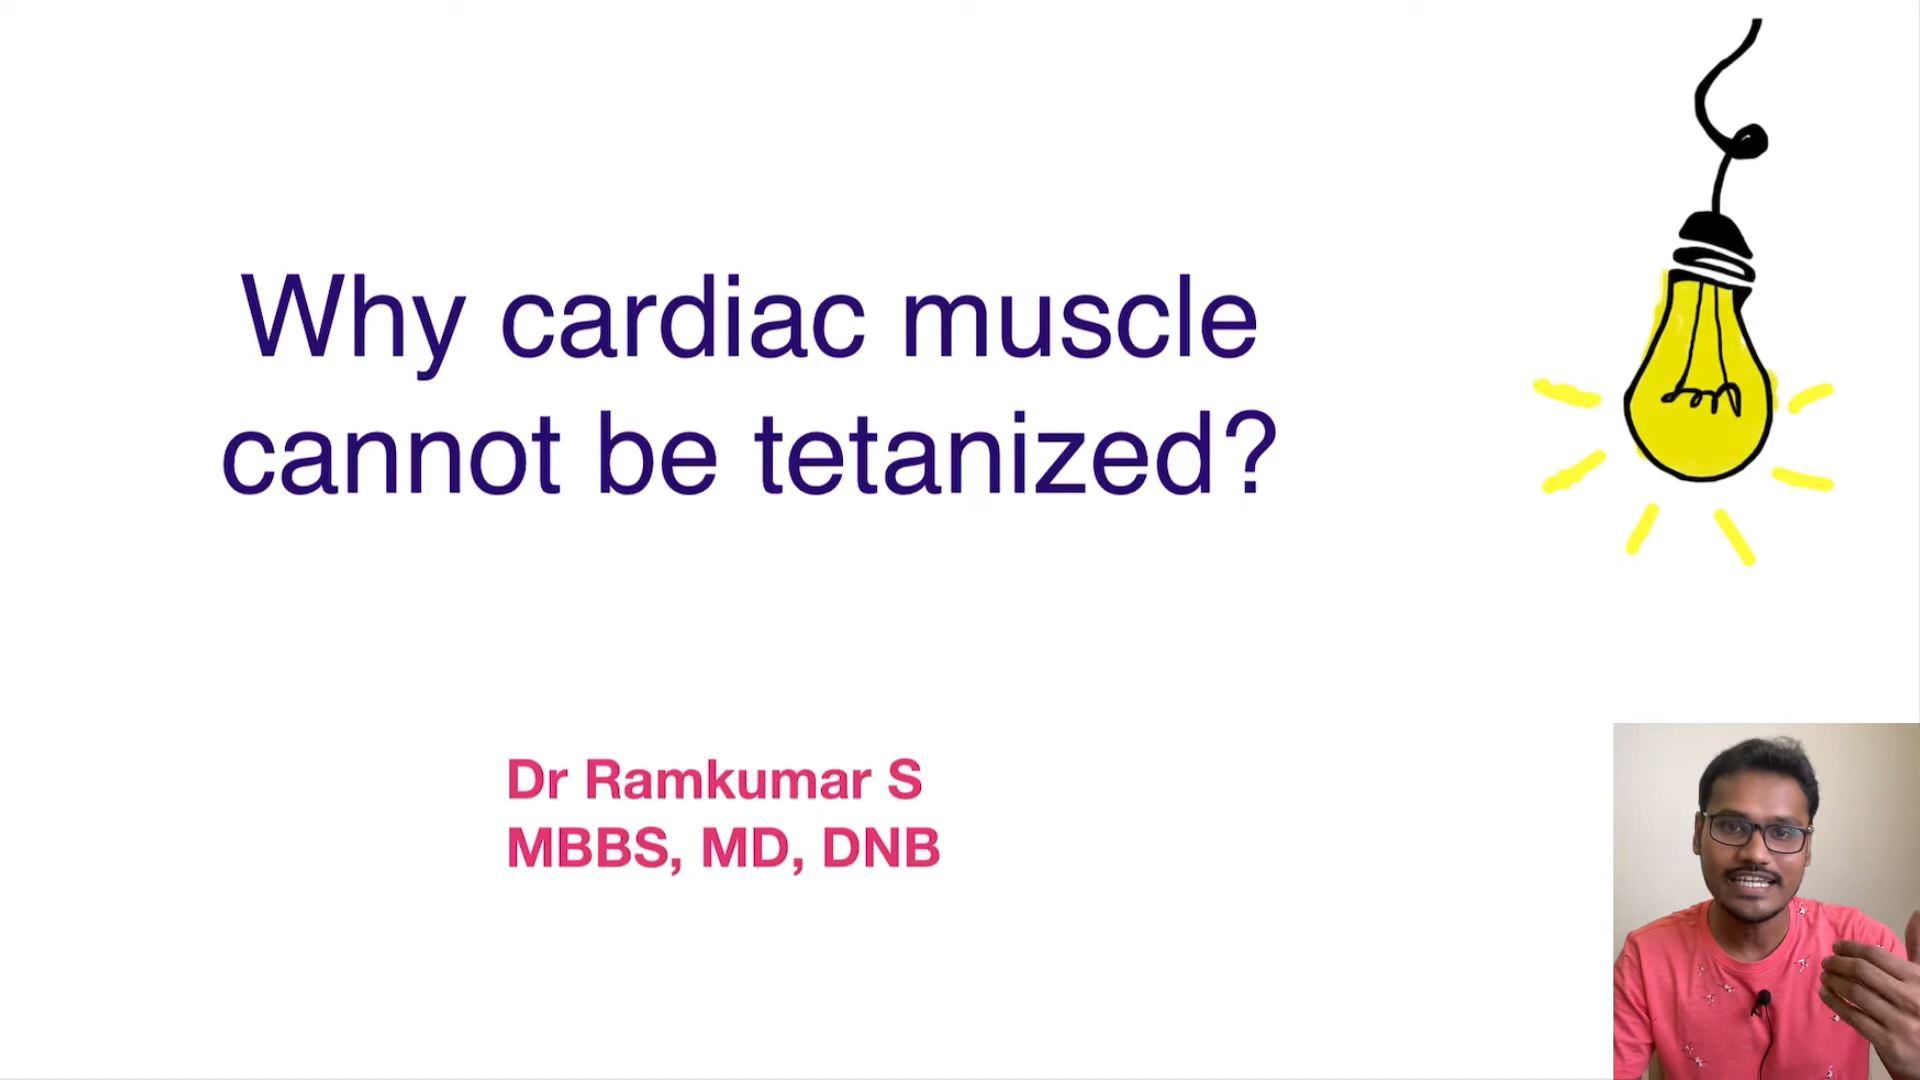 Why cardiac muscle
cannot be tetanized?
Dr Ramkumar S
MBBS, MD, DNB